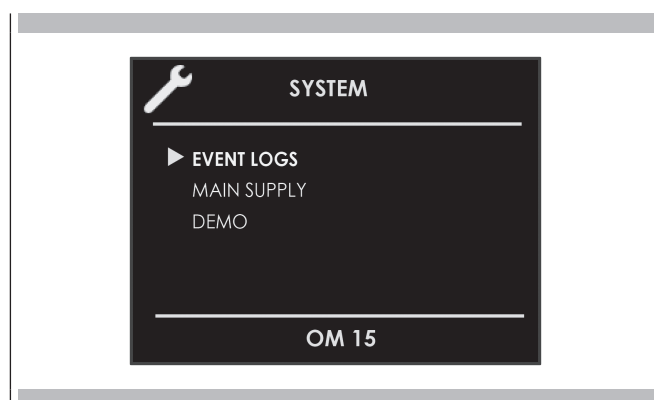 SYSTEM
EVENT LOGS
MAIN SUPPLY
DEMO
OM 15